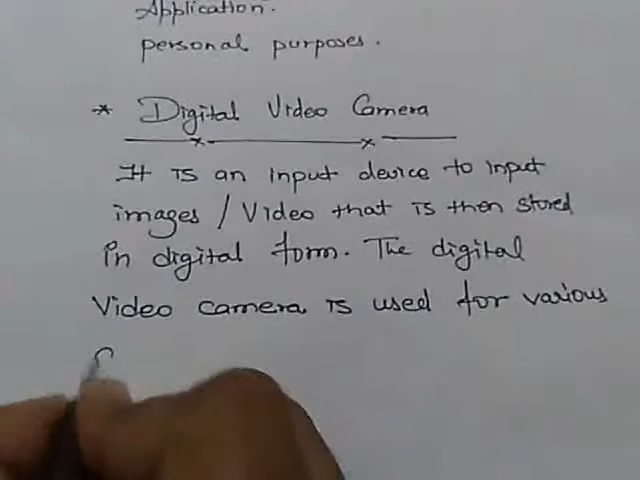 Application.
personal purposes.
* Digital Video Camera
It is an input device to input
images / Video that is then stored
in digital form. The digital
Video camera is used for various